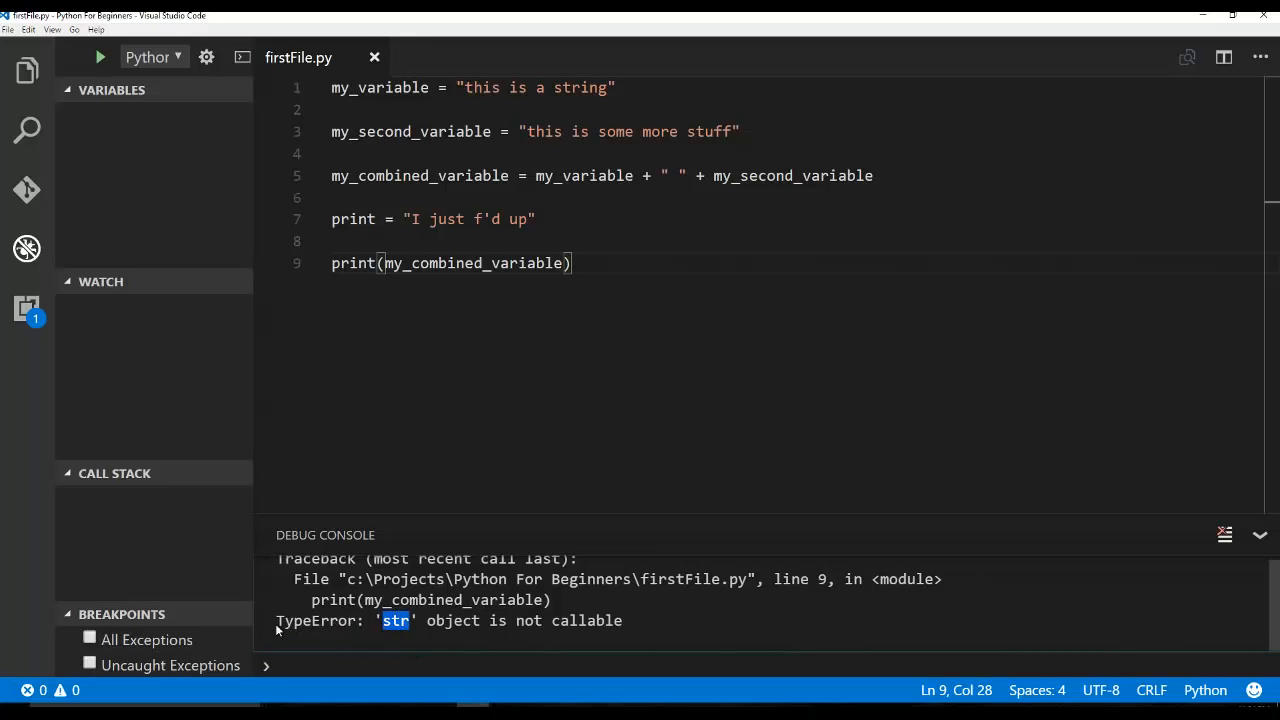 firstFile.py - Python For Beginners - Visual Studio Code
File Edit View Go Help
Python
firstFile.py
VARIABLES
1 my_variable = "this is a string"
2
3 my_second_variable = "this is some more stuff"
4
5 my_combined_variable = my_variable + " " + my_second_variable
6
7 print = "I just f'd up"
8
9 print(my_combined_variable)
WATCH
1
CALL STACK
DEBUG CONSOLE
Traceback (most recent call last):
File "c:\Projects\Python For Beginners\firstFile.py", line 9, in <module>
print(my_combined_variable)
TypeError: 'str' object is not callable
BREAKPOINTS
All Exceptions
Uncaught Exceptions
0 0 Ln 9, Col 28 Spaces: 4 UTF-8 CRLF Python